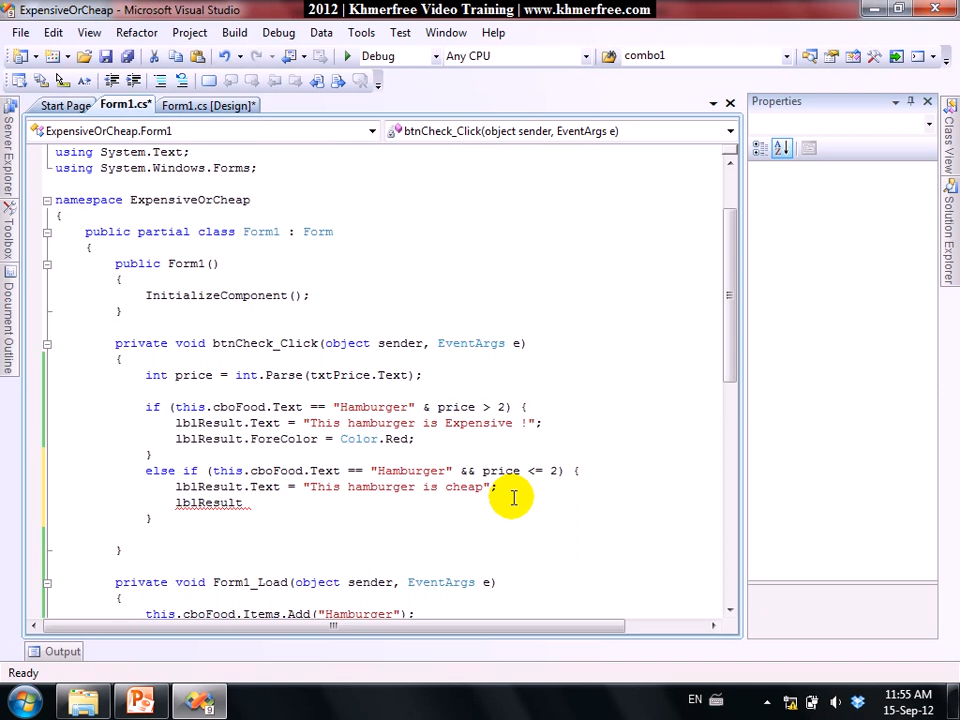 ExpensiveOrCheap - Microsoft Visual Studio
2012 | Khmerfree Video Training | www.khmerfree.com
File Edit View Refactor Project Build Debug Data Tools Test Window Help
Debug Any CPU combo1
Start Page Form1.cs* Form1.cs [Design]*
ExpensiveOrCheap.Form1 btnCheck_Click(object sender, EventArgs e)
using System.Text;
using System.Windows.Forms;
namespace ExpensiveOrCheap
{
public partial class Form1 : Form
{
public Form1()
{
InitializeComponent();
}
private void btnCheck_Click(object sender, EventArgs e)
{
int price = int.Parse(txtPrice.Text);
if (this.cboFood.Text == "Hamburger" & price > 2) {
lblResult.Text = "This hamburger is Expensive !";
lblResult.ForeColor = Color.Red;
}
else if (this.cboFood.Text == "Hamburger" && price <= 2) {
lblResult.Text = "This hamburger is cheap";
lblResult
}
}
private void Form1_Load(object sender, EventArgs e)
{
this.cboFood.Items.Add("Hamburger");
Server Explorer
Toolbox
Document Outline
Properties
Class View
Solution Explorer
Output
Ready
EN
11:55 AM
15-Sep-12